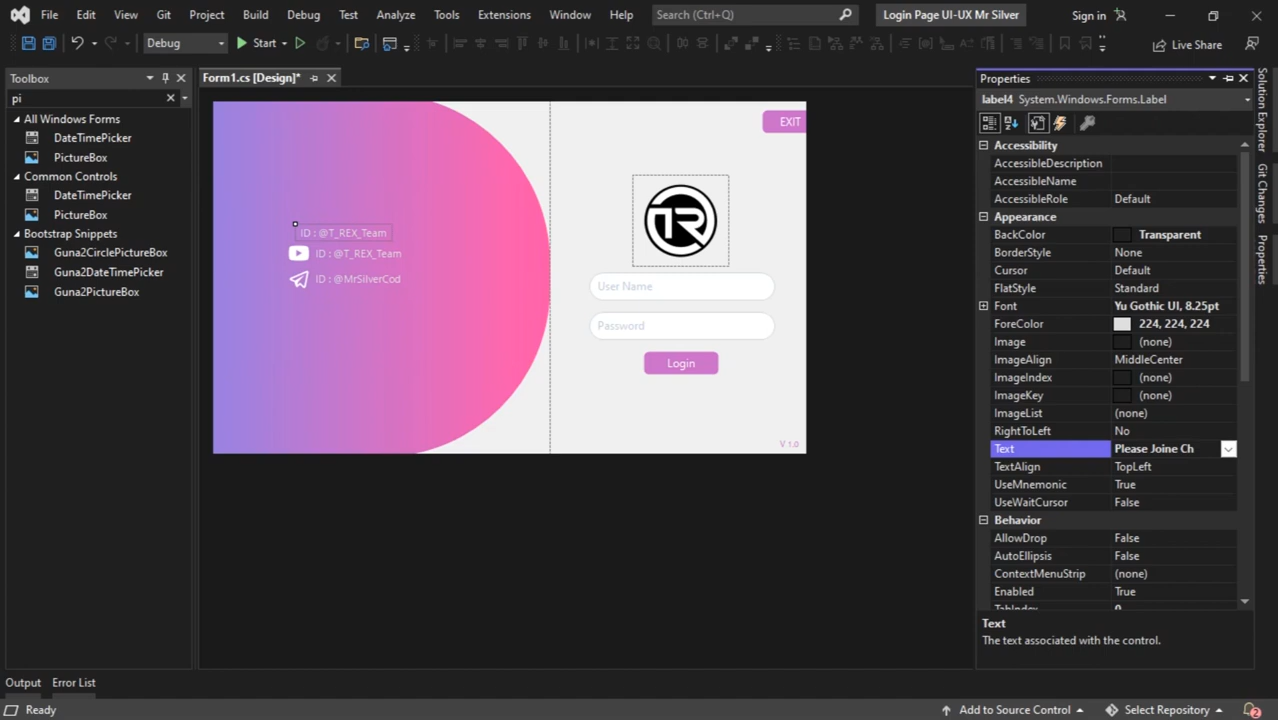 File Edit View Git Project Build Debug Test Analyze Tools Extensions Window Help Search (Ctrl+Q) Login Page UI-UX Mr Silver Sign in
Debug Start Live Share
Toolbox
pi
All Windows Forms
DateTimePicker
PictureBox
Common Controls
DateTimePicker
PictureBox
Bootstrap Snippets
Guna2CirclePictureBox
Guna2DateTimePicker
Guna2PictureBox
Form1.cs [Design]*
ID : @T_REX_Team
ID : @T_REX_Team
ID : @MrSilverCod
EXIT
TR
User Name
Password
Login
V 1.0
Properties
label4 System.Windows.Forms.Label
Accessibility
AccessibleDescription
AccessibleName
AccessibleRole Default
Appearance
BackColor Transparent
BorderStyle None
Cursor Default
FlatStyle Standard
Font Yu Gothic UI, 8.25pt
ForeColor 224, 224, 224
Image (none)
ImageAlign MiddleCenter
ImageIndex (none)
ImageKey (none)
ImageList (none)
RightToLeft No
Text Please Joine Ch
TextAlign TopLeft
UseMnemonic True
UseWaitCursor False
Behavior
AllowDrop False
AutoEllipsis False
ContextMenuStrip (none)
Enabled True
TabIndex 0
Text
The text associated with the control.
Solution Explorer
Git Changes
Properties
Output Error List
Ready Add to Source Control Select Repository 2